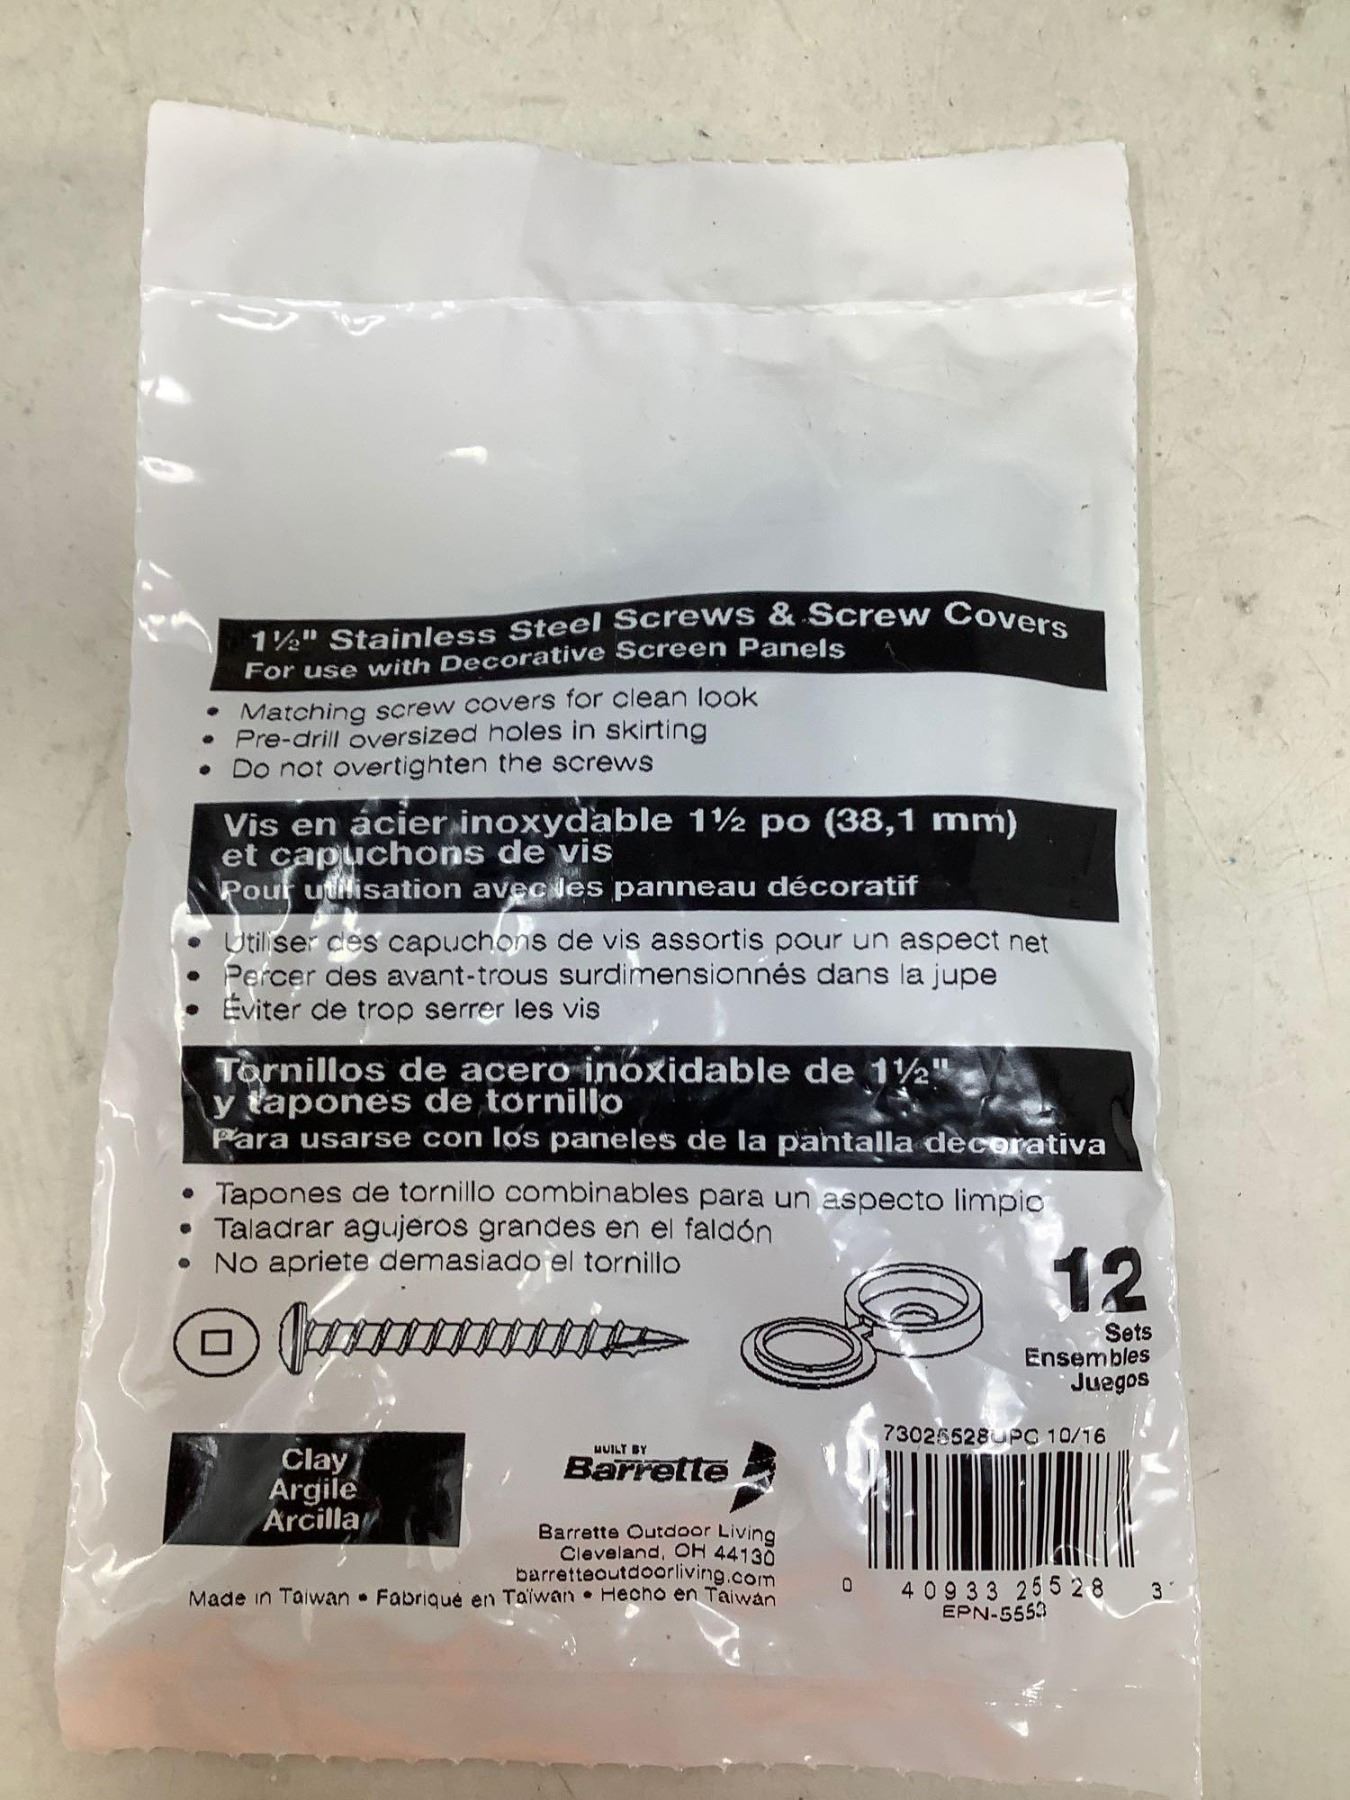 1½" Stainless Steel Screws & Screw Covers
For use with Decorative Screen Panels
• Matching screw covers for clean look
• Pre-drill oversized holes in skirting
• Do not overtighten the screws
Vis en acier inoxydable 1½ po (38,1 mm)
et capuchons de vis
Pour utilisation avec les panneau décoratif
• Utiliser des capuchons de vis assortis pour un aspect net
• Percer des avant-trous surdimensionnés dans la jupe
• Éviter de trop serrer les vis
Tornillos de acero inoxidable de 1½"
y tapones de tornillo
Para usarse con los paneles de la pantalla decorativa
• Tapones de tornillo combinables para un aspecto limpio
• Taladrar agujeros grandes en el faldón
• No apriete demasiado el tornillo
12
Sets
Ensembles
Juegos
Clay
Argile
Arcilla
BUILT BY
Barrette
Barrette Outdoor Living
Cleveland, OH 44130
barretteoutdoorliving.com
Made in Taiwan • Fabriqué en Taïwan • Hecho en Taiwán
73025528UPC 10/16
0 40933 25528 3
EPN-5553